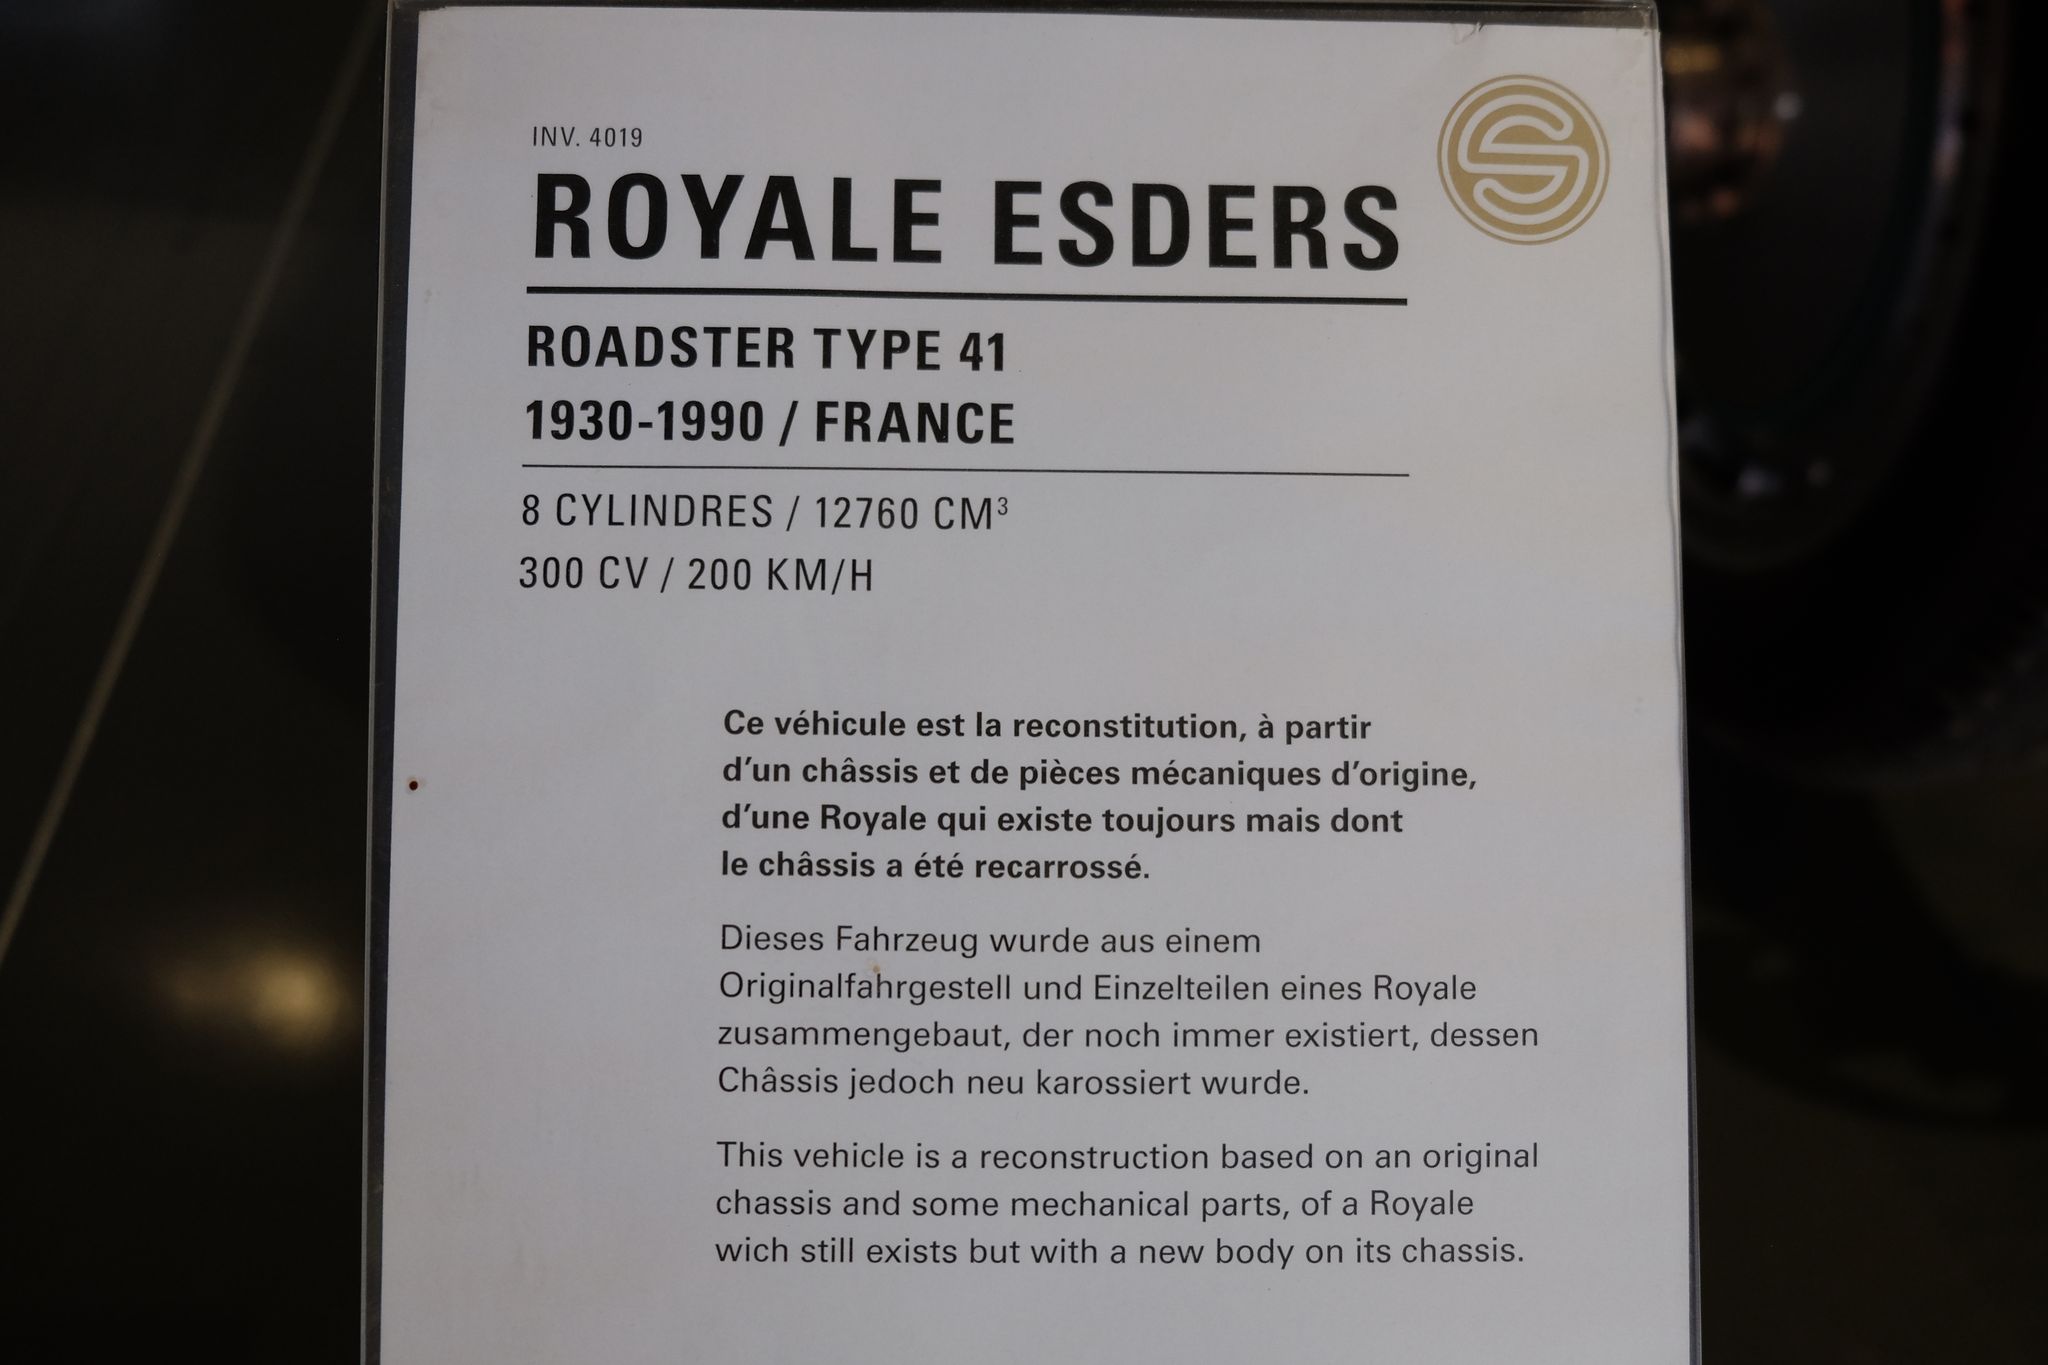 INV. 4019
ROYALE ESDERS
ROADSTER TYPE 41
1930-1990 / FRANCE
8 CYLINDRES / 12760 CM³
300 CV / 200 KM/H
Ce véhicule est la reconstitution, à partir
d'un châssis et de pièces mécaniques d'origine,
d'une Royale qui existe toujours mais dont
le châssis a été recarrossé.
Dieses Fahrzeug wurde aus einem
Originalfahrgestell und Einzelteilen eines Royale
zusammengebaut, der noch immer existiert, dessen
Châssis jedoch neu karossiert wurde.
This vehicle is a reconstruction based on an original
chassis and some mechanical parts, of a Royale
wich still exists but with a new body on its chassis.